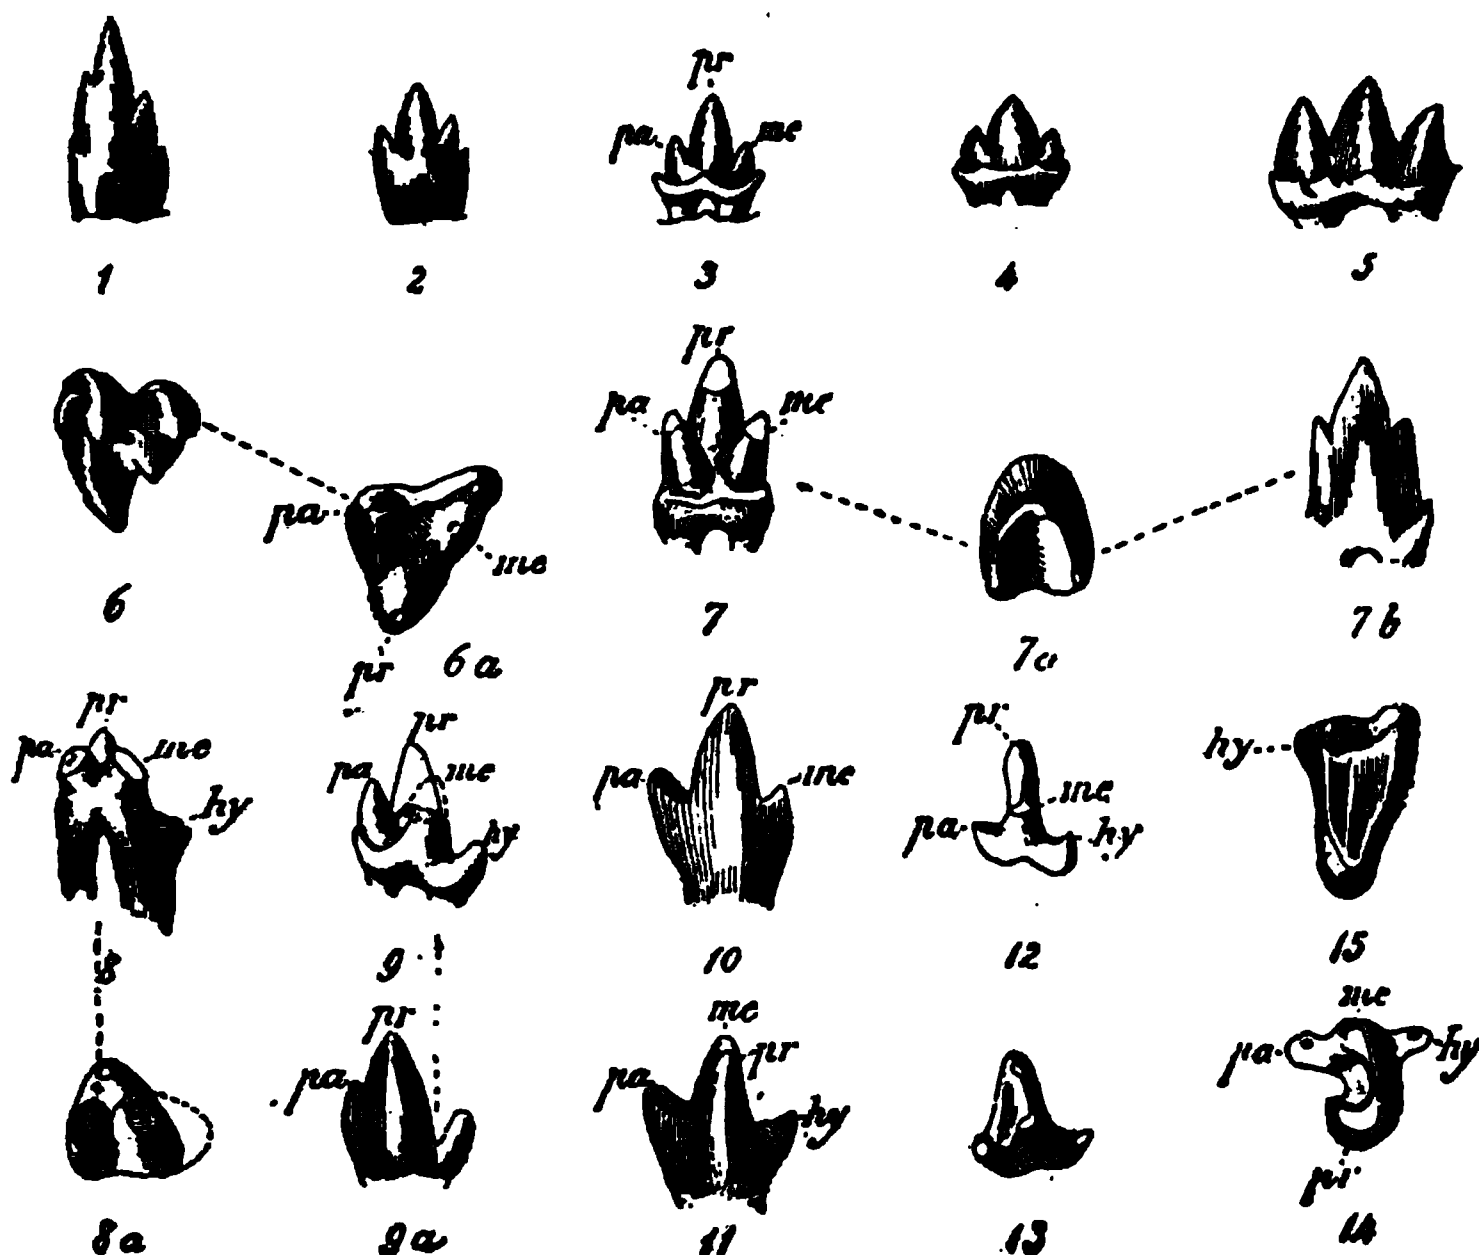 pr
pa me
1 2 3 4 5
pr
pa me
pa me
6 7 7b
pr 6a 7a
pr pr pr pr
pa me pa me pa me me hy
hy hy pa hy
8 9 10 12 15
pr me me
pa pa pr pa hy
hy
pr
8a 9a 11 13 14